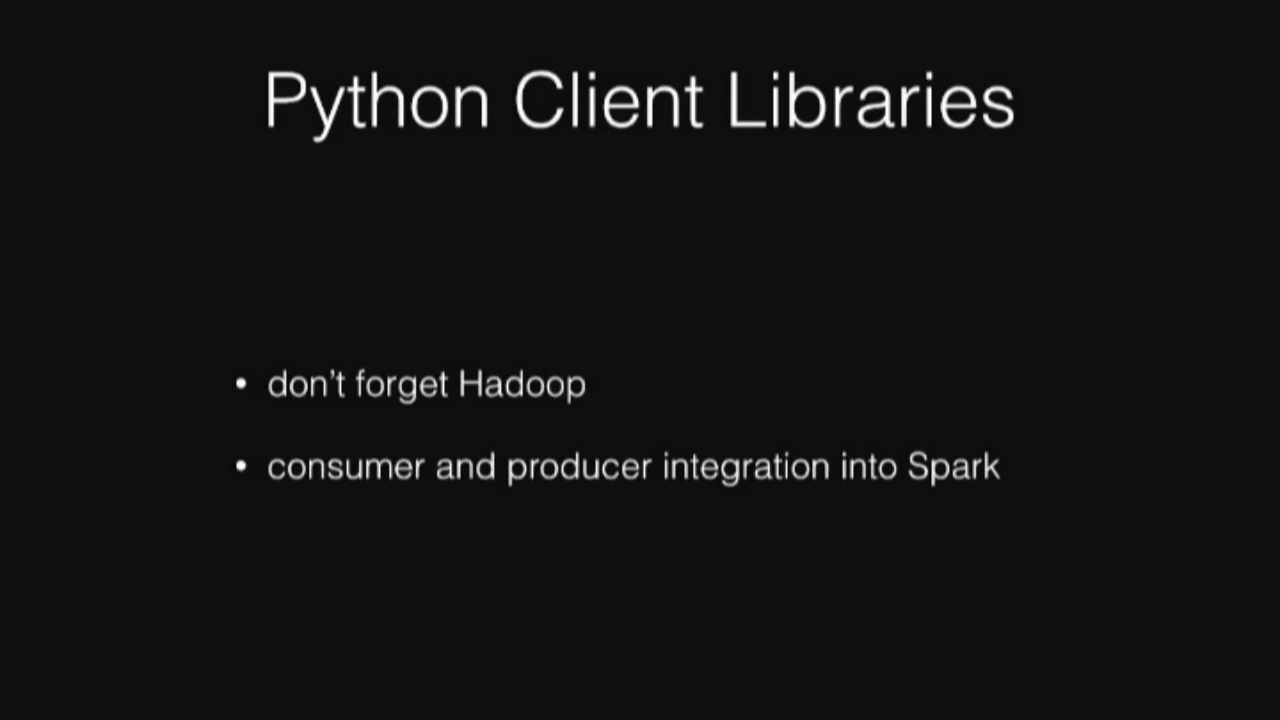 Python Client Libraries
• don’t forget Hadoop
• consumer and producer integration into Spark